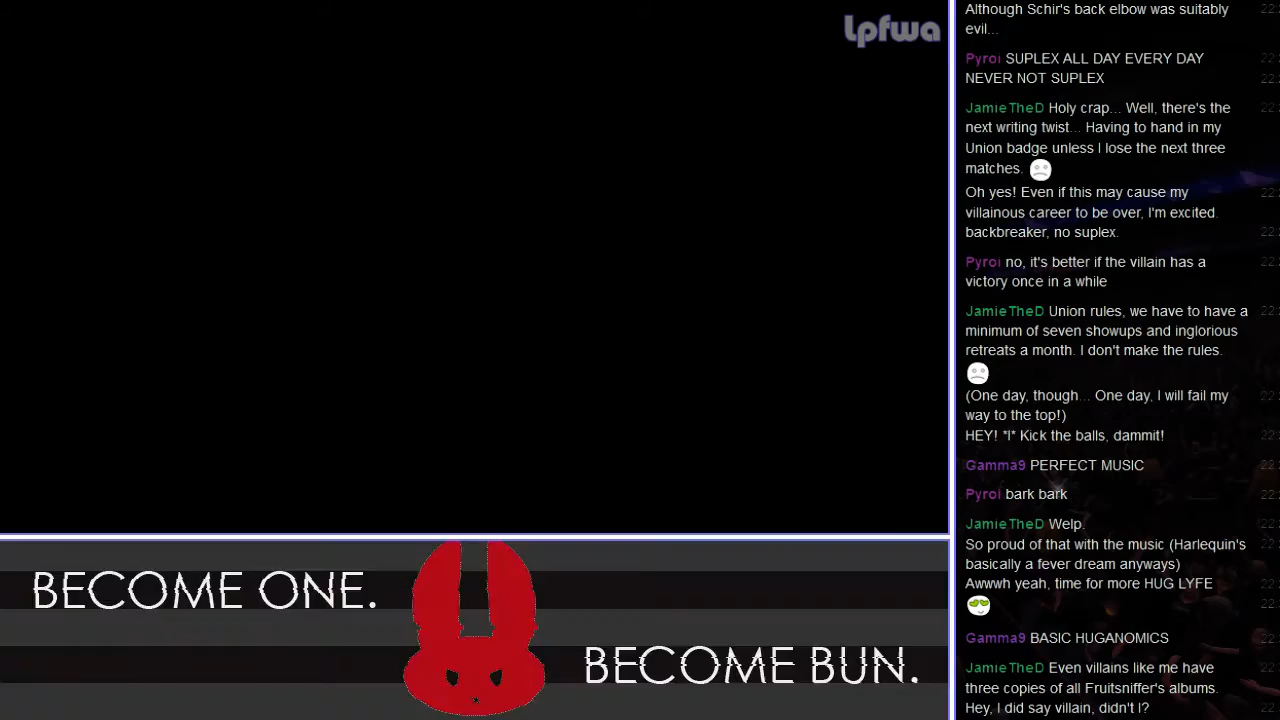 lpfwa
Although Schir's back elbow was suitably
evil...
Pyroi SUPLEX ALL DAY EVERY DAY
NEVER NOT SUPLEX
JamieTheD Holy crap... Well, there's the
next writing twist... Having to hand in my
Union badge unless I lose the next three
matches.
Oh yes! Even if this may cause my
villainous career to be over, I'm excited.
backbreaker, no suplex.
Pyroi no, it's better if the villain has a
victory once in a while
JamieTheD Union rules, we have to have a
minimum of seven showups and inglorious
retreats a month. I don't make the rules.
(One day, though... One day, I will fail my
way to the top!)
HEY! *I* Kick the balls, dammit!
Gamma9 PERFECT MUSIC
Pyroi bark bark
JamieTheD Welp.
So proud of that with the music (Harlequin's
basically a fever dream anyways)
Awwwh yeah, time for more HUG LYFE
Gamma9 BASIC HUGANOMICS
JamieTheD Even villains like me have
three copies of all Fruitsniffer's albums.
Hey, I did say villain, didn't I?
BECOME ONE.
BECOME BUN.